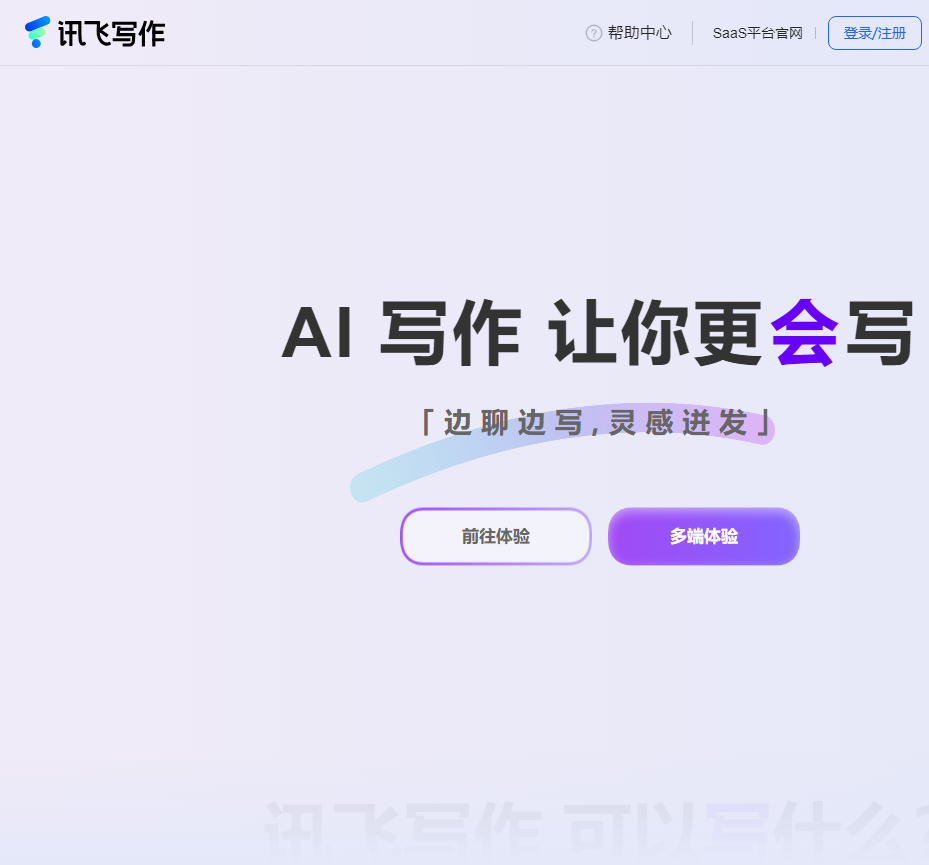 讯飞写作
帮助中心
SaaS平台官网
登录/注册
AI 写作 让你更会写
「边聊边写,灵感迸发」
前往体验
多端体验
讯飞写作 可以写什么?